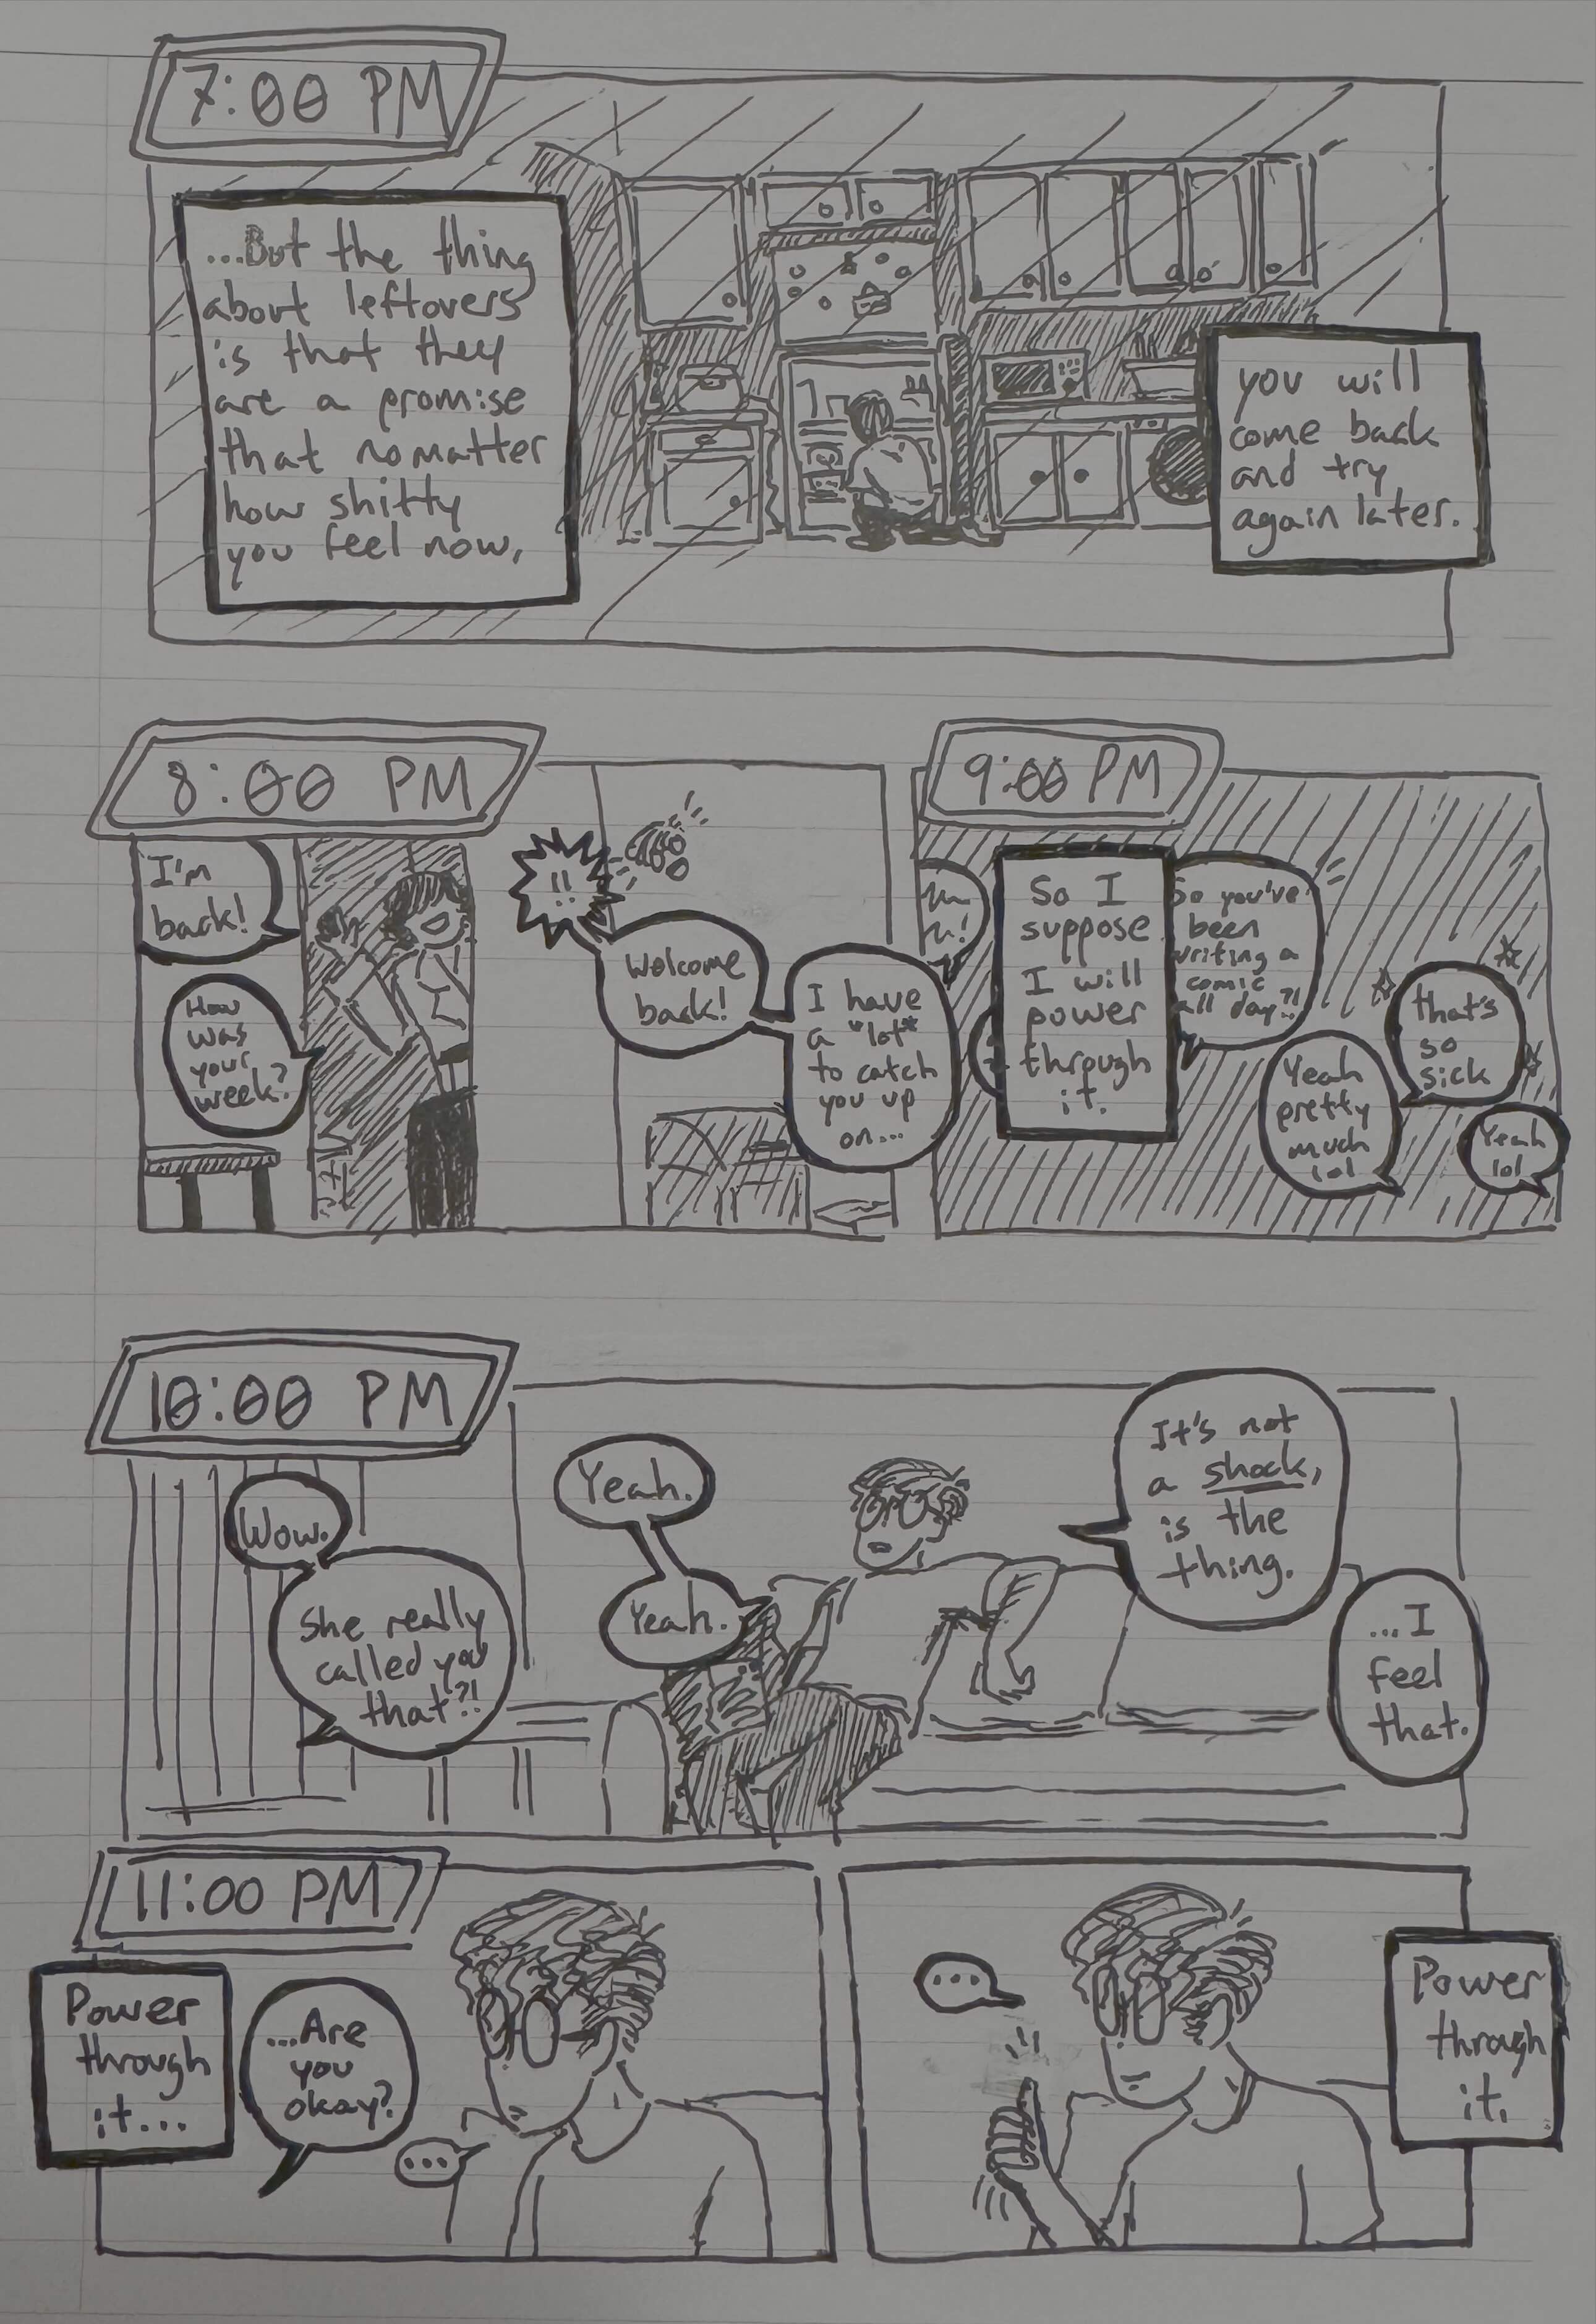 7:00 PM
...But the thing
about leftovers
is that they
are a promise
that no matter
how shitty
you feel now,
you will
come back
and try
again later.
8:00 PM
I'm
back!
How
was
your
week?
!!
Welcome
back!
I have
a *lot*
to catch
you up
on...
9:00 PM
So I
suppose
I will
power
through
it.
So you've
been
writing a
comic
all day?!
Yeah
pretty
much
lol
that's
so
sick
Yeah
lol
10:00 PM
Wow.
She really
called you
that?!
Yeah.
Yeah.
It's not
a shock,
is the
thing.
...I
feel
that.
11:00 PM
Power
through
it...
...Are
you
okay?
...
...
Power
through
it.